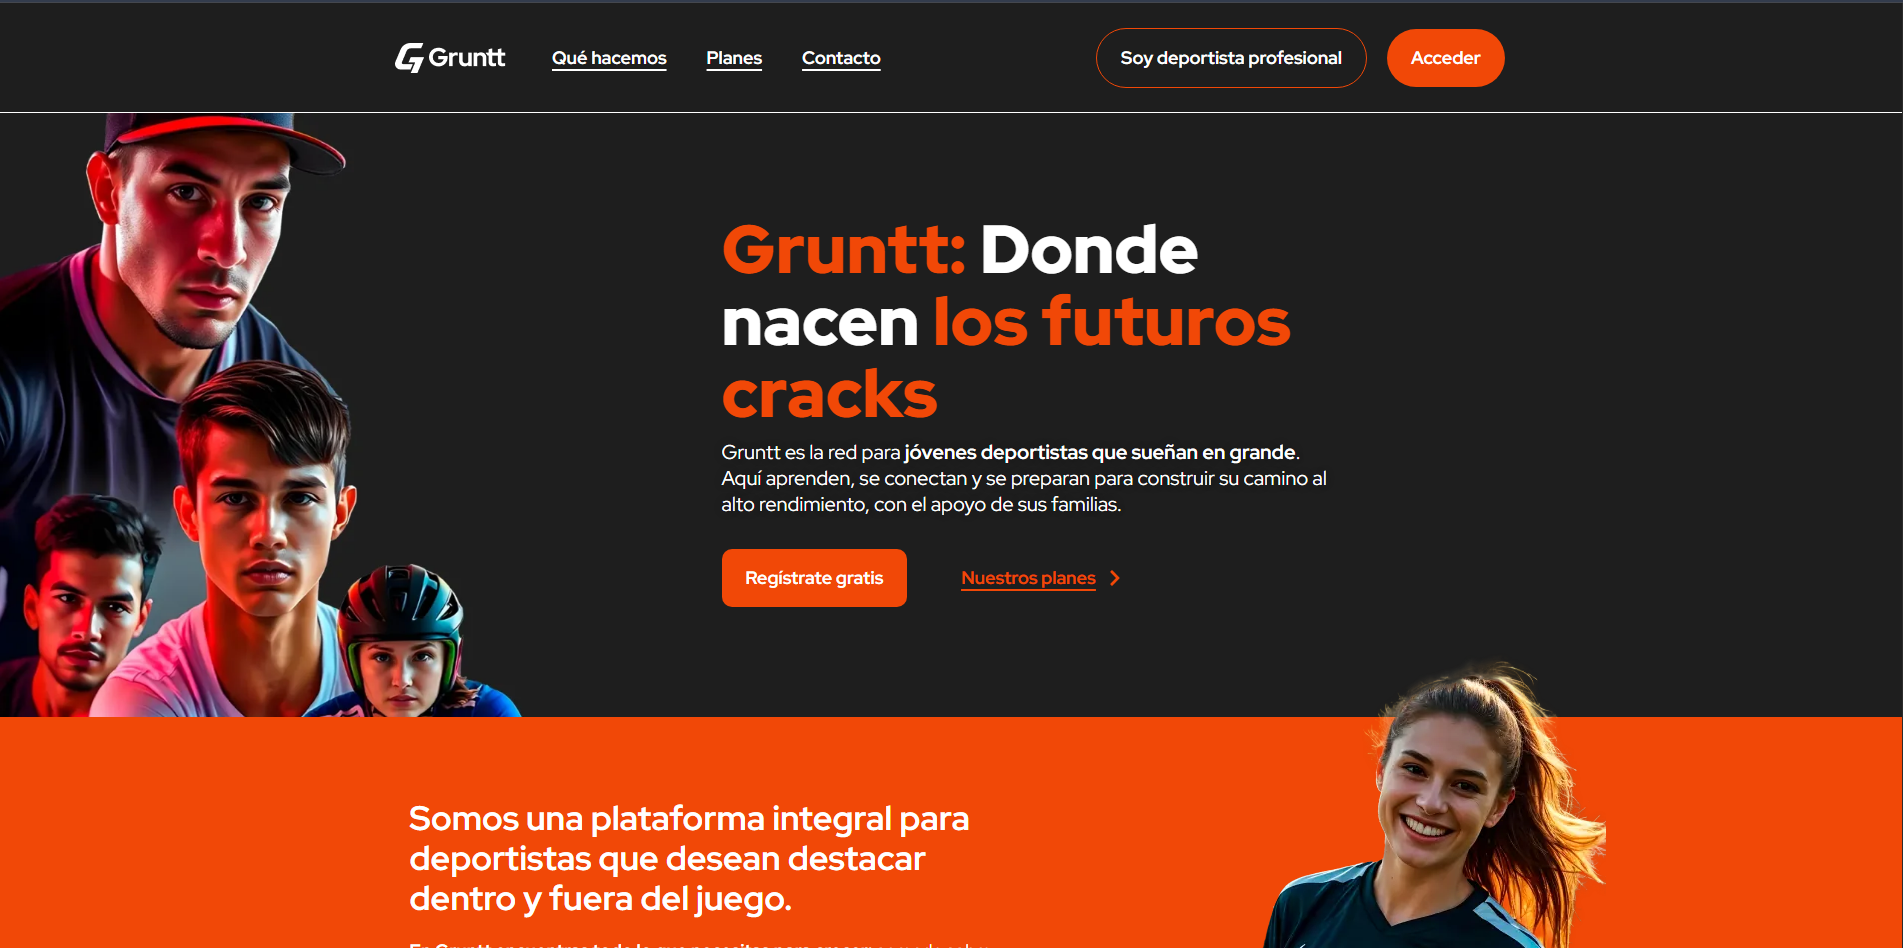 Gruntt
Qué hacemos
Planes
Contacto
Soy deportista profesional
Acceder
Gruntt: Donde
nacen los futuros
cracks
Gruntt es la red para jóvenes deportistas que sueñan en grande.
Aquí aprenden, se conectan y se preparan para construir su camino al
alto rendimiento, con el apoyo de sus familias.
Regístrate gratis
Nuestros planes
Somos una plataforma integral para
deportistas que desean destacar
dentro y fuera del juego.